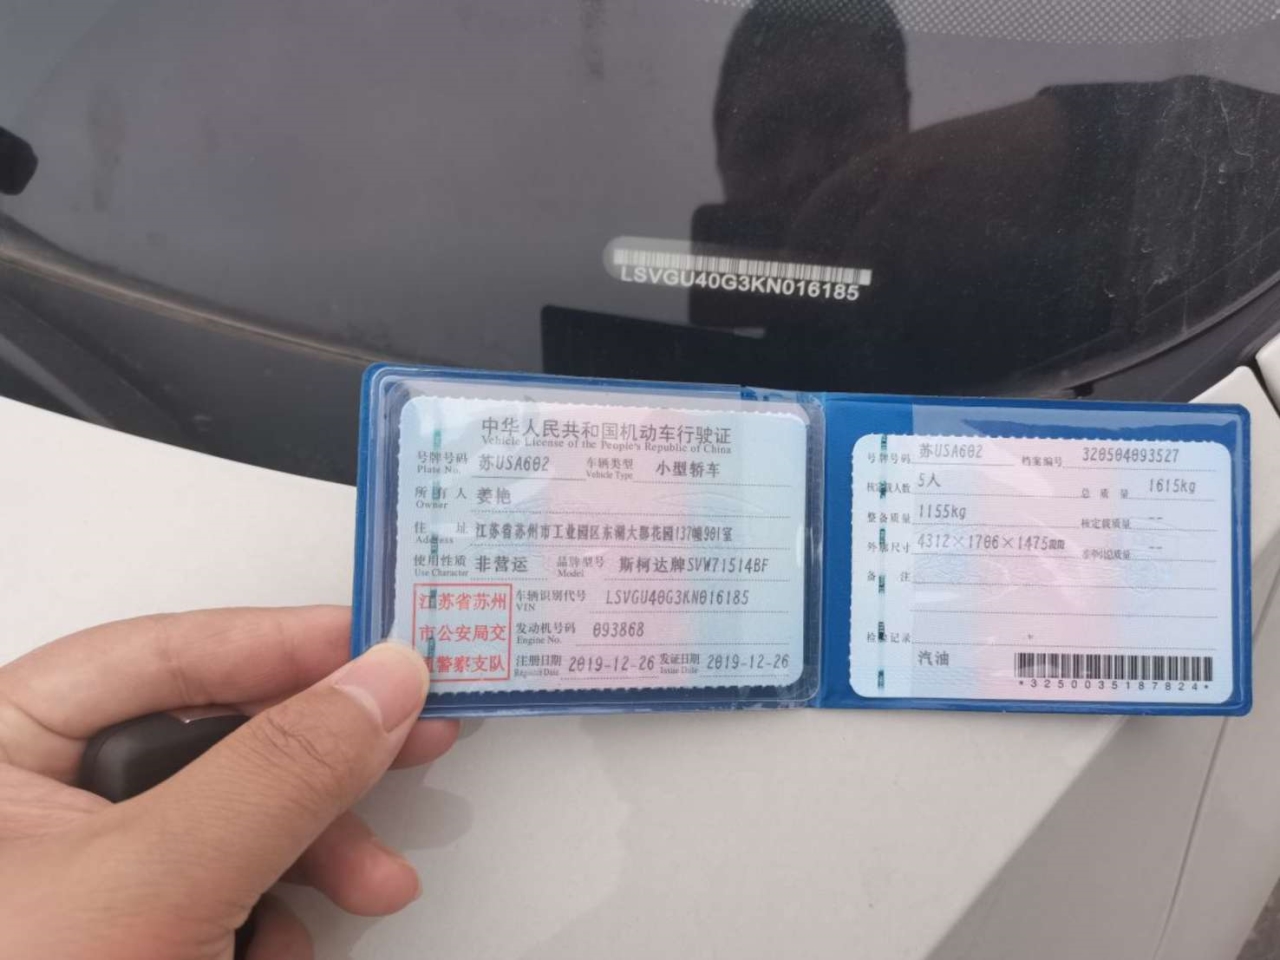 LSVGU40G3KN016185
中华人民共和国机动车行驶证
Vehicle License of the People's Republic of China
号牌号码 Plate No. 苏USA602 车辆类型 Vehicle Type 小型轿车
所有人 Owner 姜艳
住址 Address 江苏省苏州市工业园区东湖大郡花园137幢901室
使用性质 Use Character 非营运 品牌型号 Model 斯柯达牌SVW71514BF
江苏省苏州
市公安局交
警察支队
车辆识别代号 VIN LSVGU40G3KN016185
发动机号码 Engine No. 093868
注册日期 Register Date 2019-12-26 发证日期 Issue Date 2019-12-26
号牌号码 苏USA602 档案编号 320504093527
核定载人数 5人 总质量 1615kg
整备质量 1155kg 核定载质量 --
外廓尺寸 4312×1706×1475mm 准牵引总质量 --
备注
检验记录
汽油
*3250035187824*